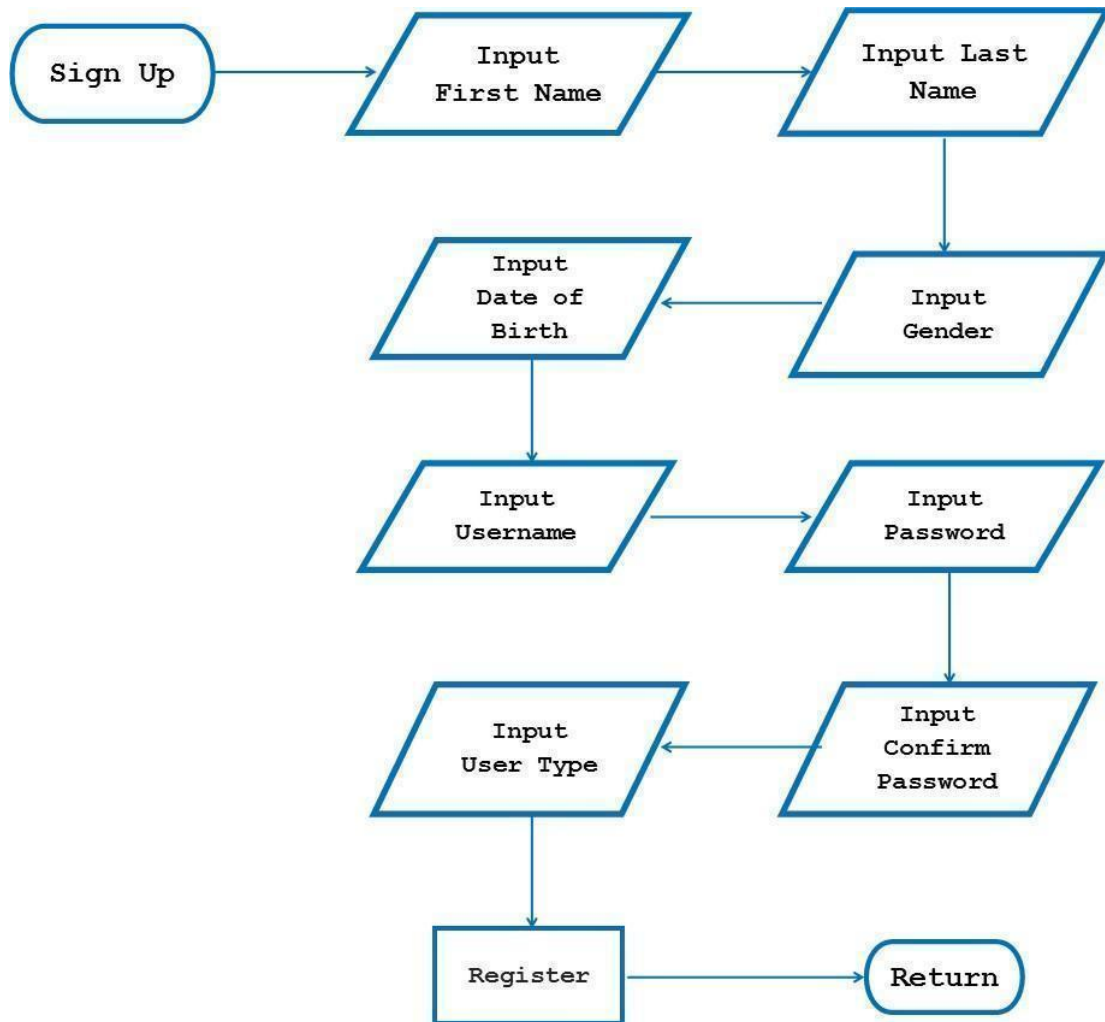 Sign Up
Input
First Name
Input Last
Name
Input
Gender
Input
Date of
Birth
Input
Username
Input
Password
Input
Confirm
Password
Input
User Type
Register
Return